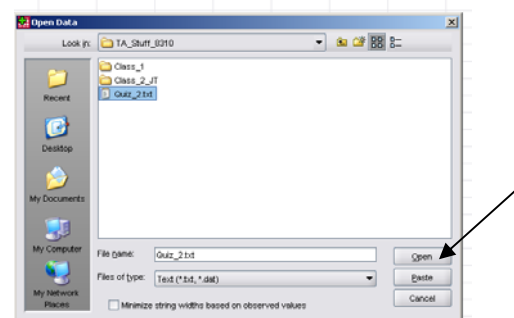 Open Data
Look in: TA_Stuff_8310
Class_1
Class_2_JT
Quiz_2.txt
Recent
Desktop
My Documents
My Computer
My Network
Places
File name: Quiz_2.txt
Open
Files of type: Text (*.txt, *.dat)
Paste
Minimize string widths based on observed values
Cancel